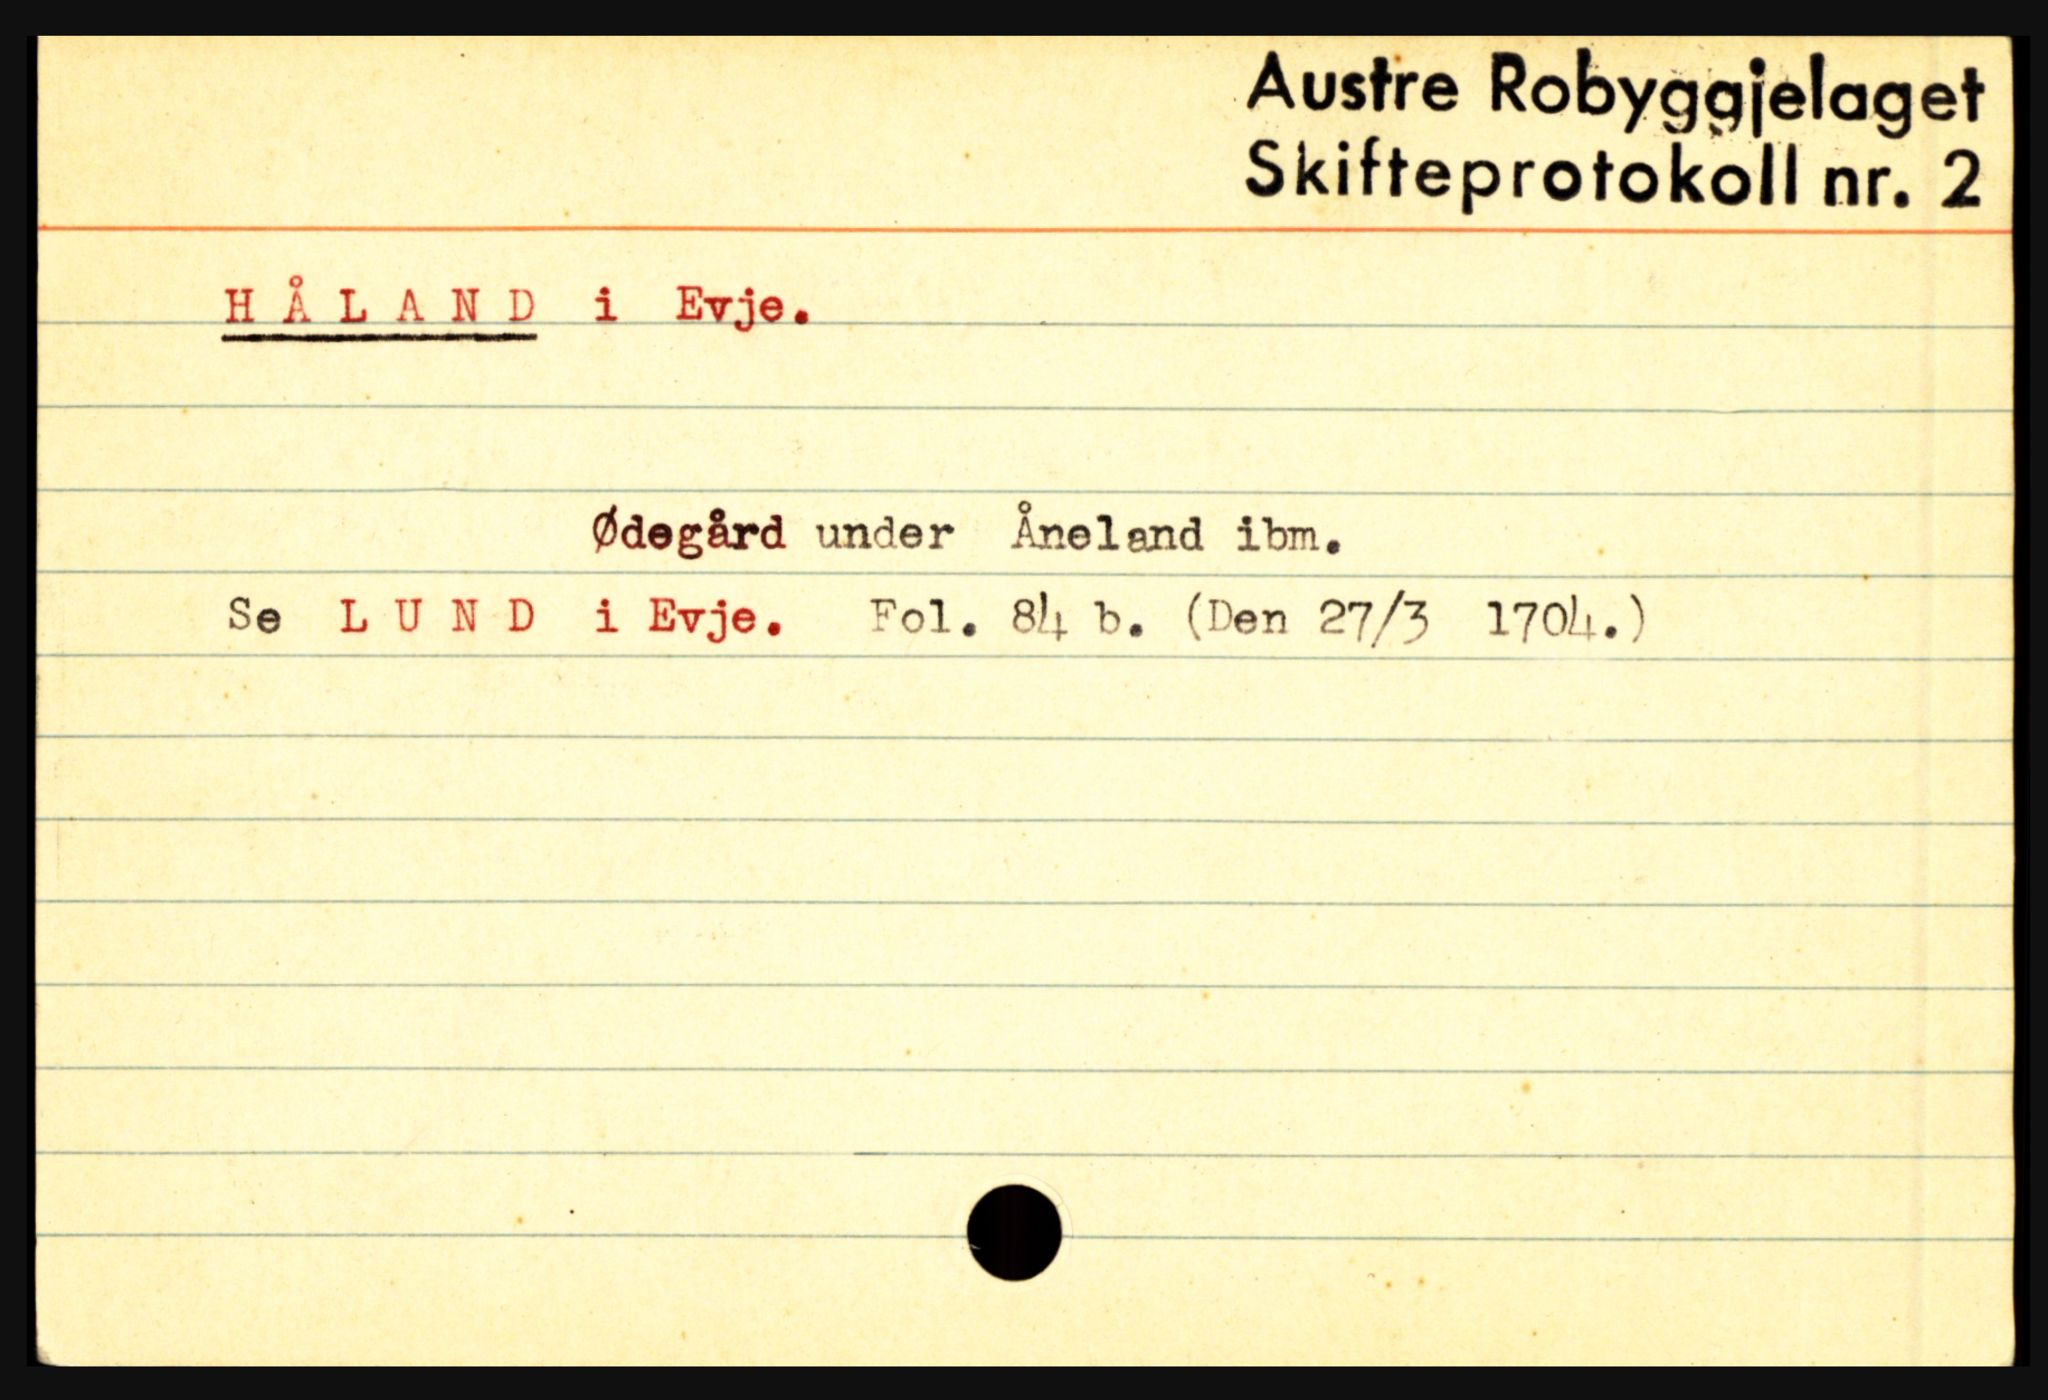 Austre Robyggjelaget
Skifteprotokoll nr. 2
H Å L A N D i Evje.
Ødegård under Åneland ibm.
Se L U N D i Evje. Fol. 84 b. (Den 27/3 1704.)